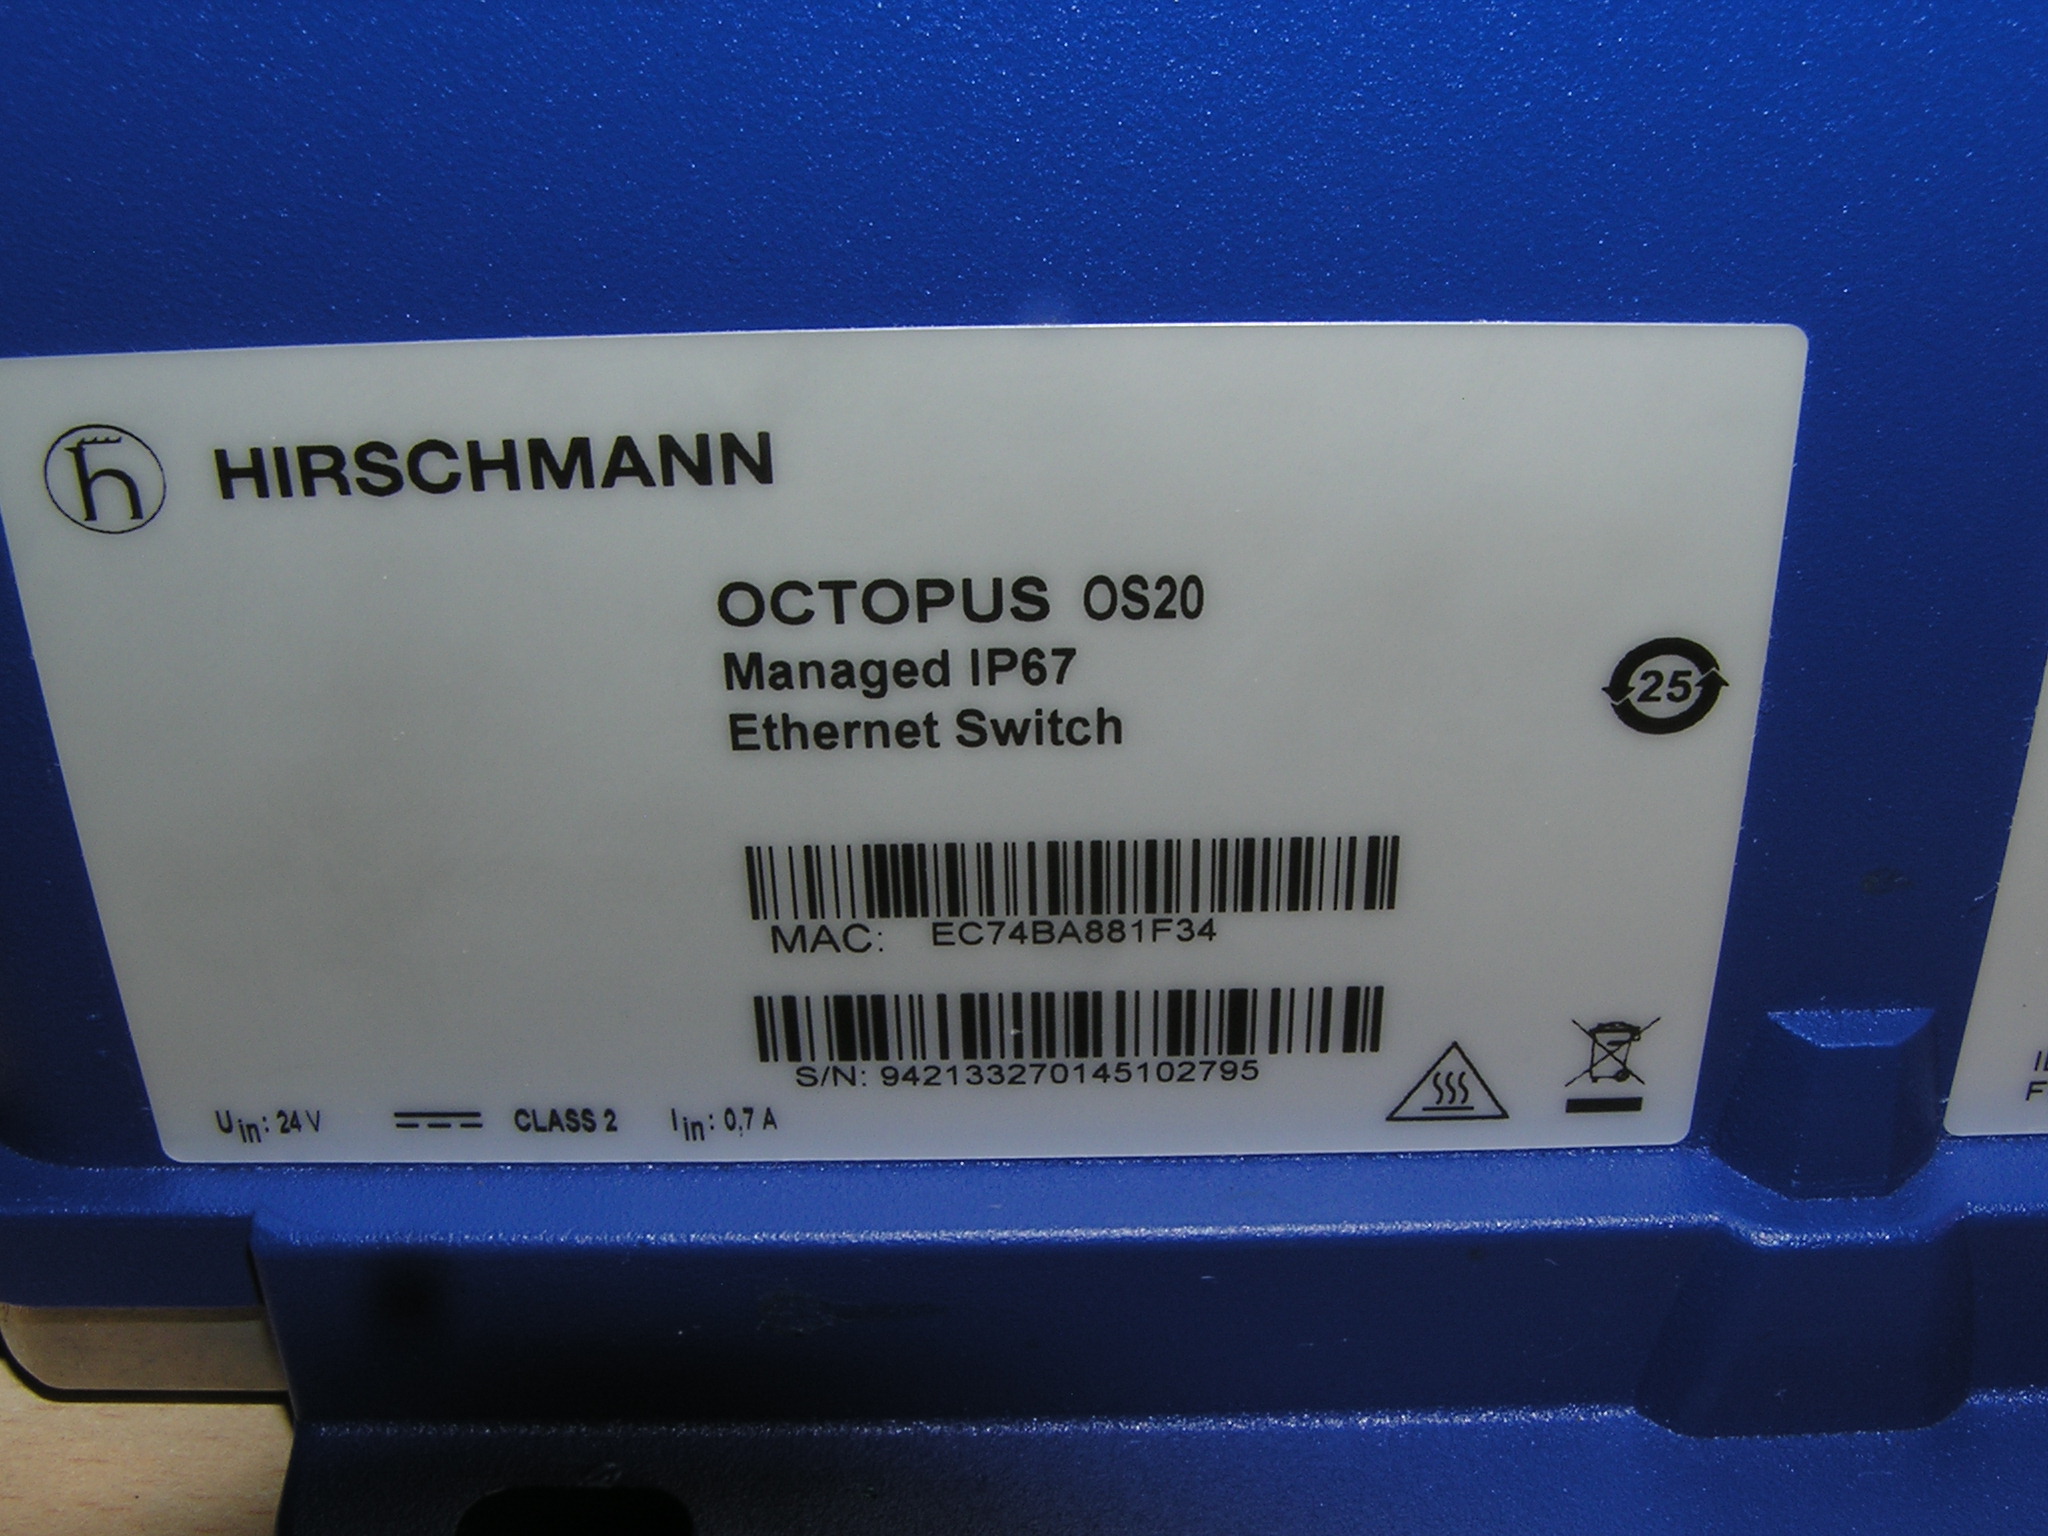 HIRSCHMANN
OCTOPUS OS20
Managed IP67
Ethernet Switch
25
MAC: EC74BA881F34
S/N: 942133270145102795
Uin: 24 V CLASS 2 Iin: 0,7 A